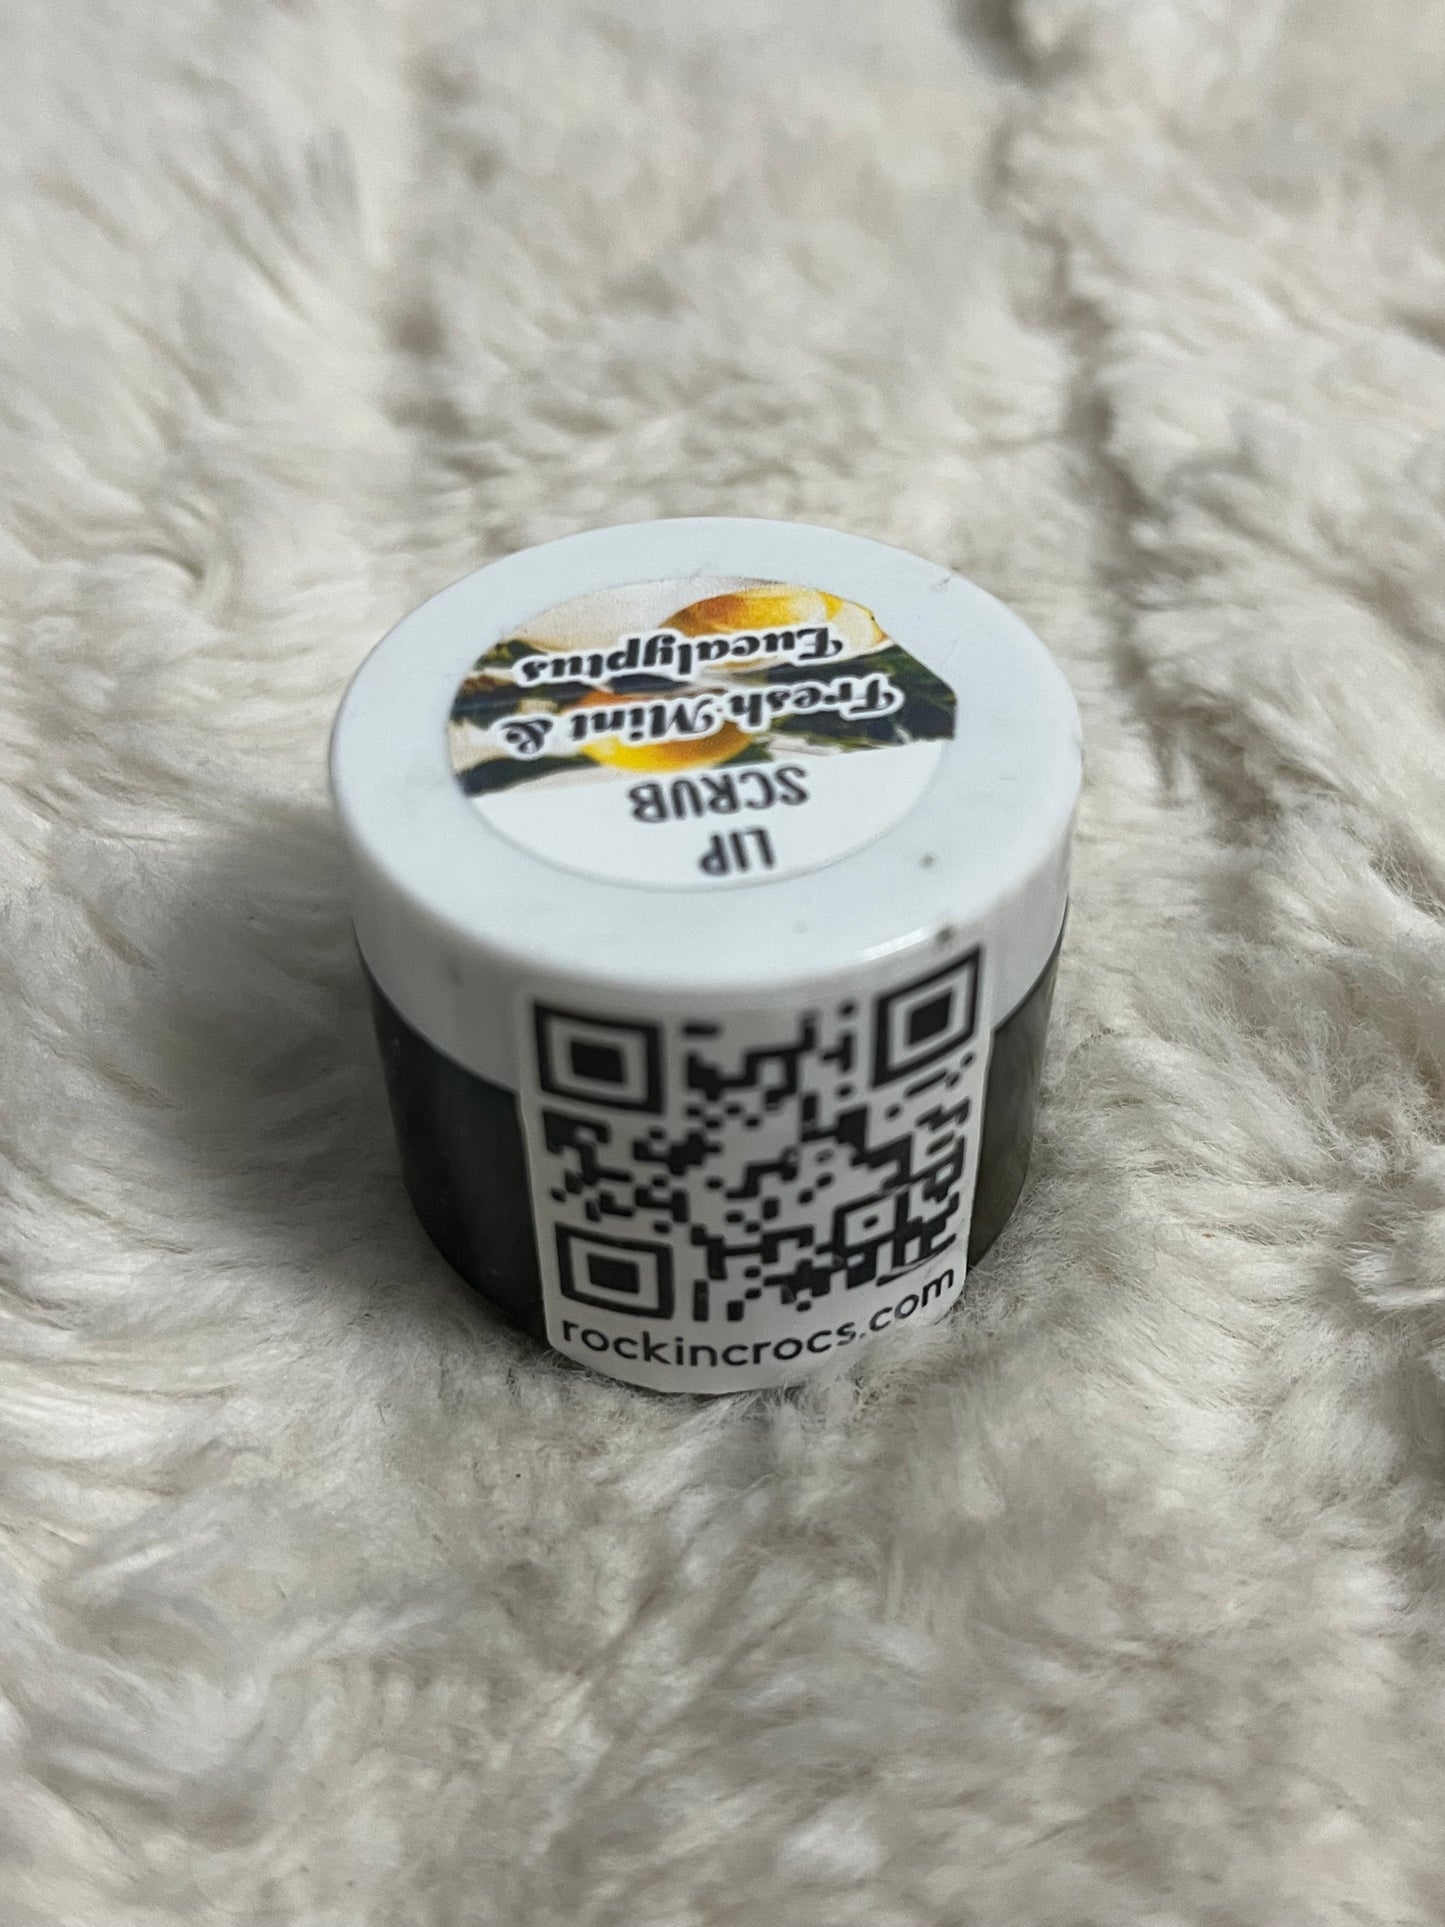 LIP
SCRUB
Fresh Mint &
Eucalyptus
rockincrocs.com